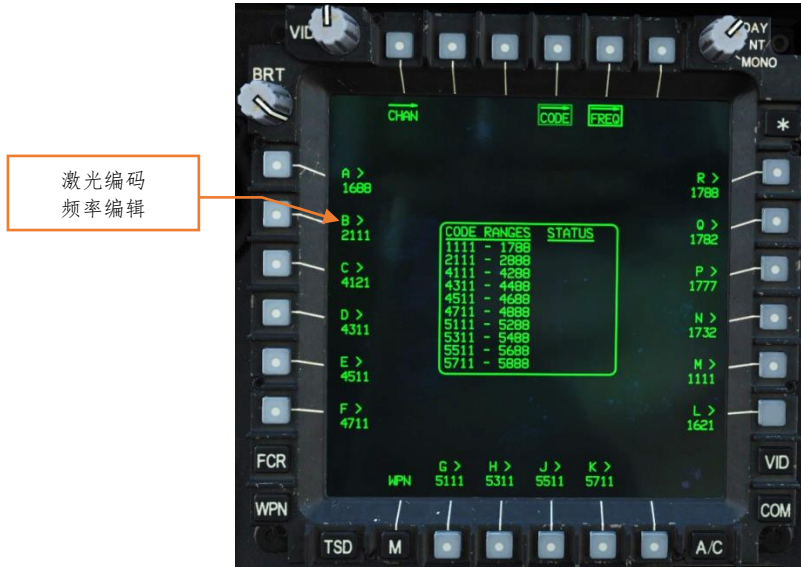 VID
DAY
NT
MONO
BRT
CHAN
CODE
FREQ
*
激光编码
频率编辑
A >
1688
B >
2111
C >
4121
D >
4311
E >
4511
F >
4711
CODE RANGES STATUS
1111 - 1788
2111 - 2888
4111 - 4288
4311 - 4488
4511 - 4688
4711 - 4888
5111 - 5288
5311 - 5488
5511 - 5688
5711 - 5888
R >
1788
Q >
1782
P >
1777
N >
1732
M >
1111
L >
1621
WPN
G >
5111
H >
5311
J >
5511
K >
5711
FCR
WPN
VID
COM
TSD
M
A/C